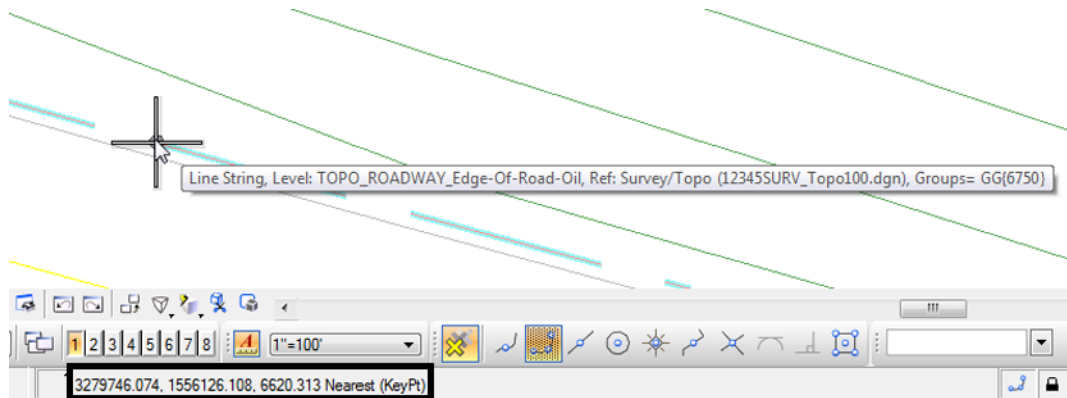 Line String, Level: TOPO_ROADWAY_Edge-Of-Road-Oil, Ref: Survey/Topo (12345SURV_Topo100.dgn), Groups= GG{6750}
1 2 3 4 5 6 7 8 1"=100'
3279746.074, 1556126.108, 6620.313 Nearest (KeyPt)